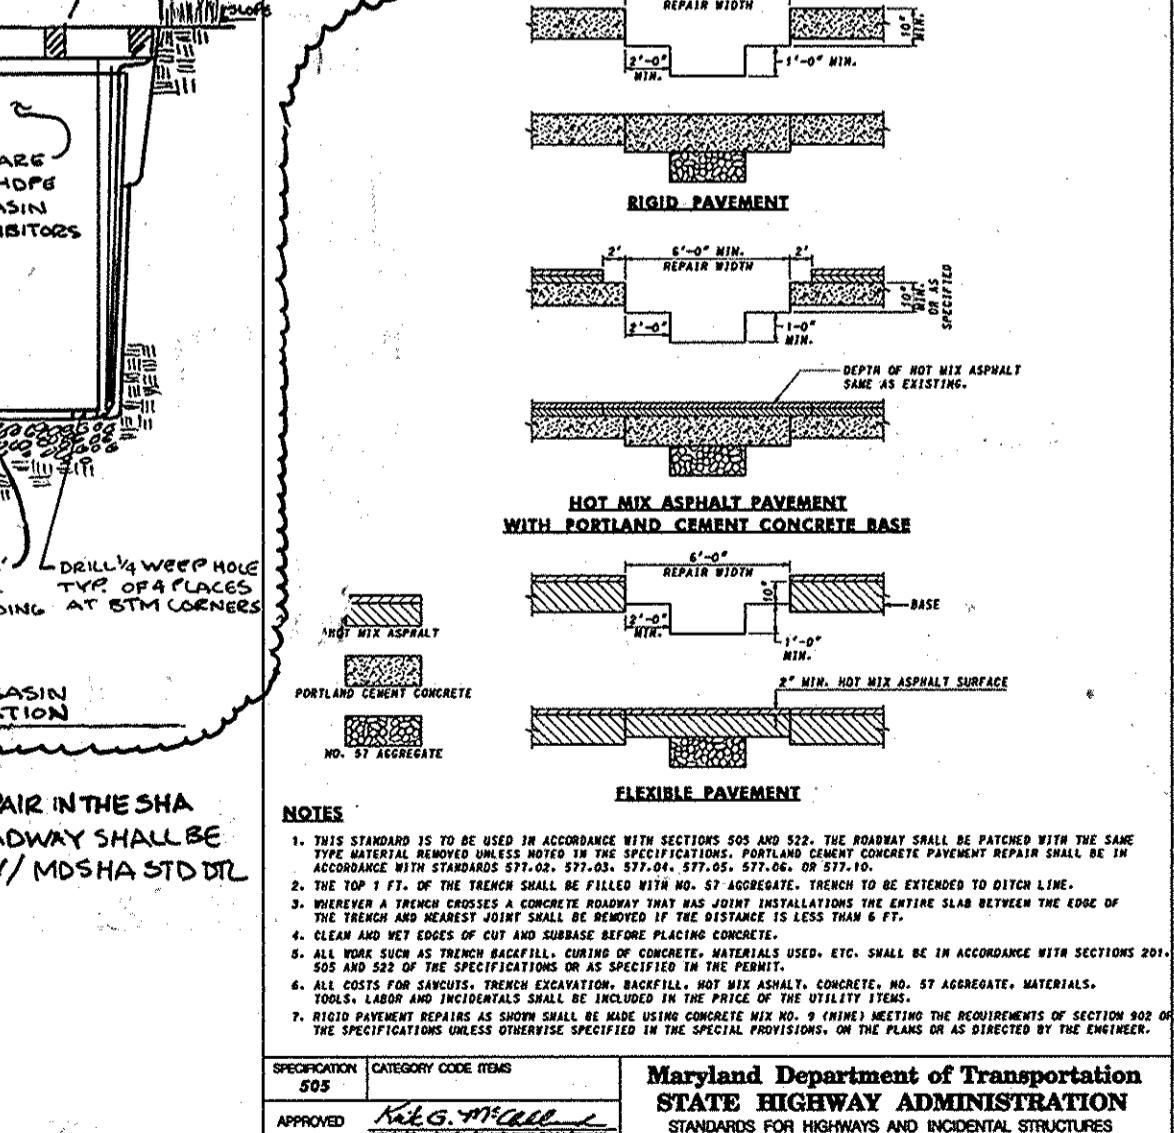 SLOPE
ARE
HDPE
ASIN
IBITORS
DRILL 1/4 WEEP HOLE
TYP. OF 4 PLACES
AT BTM CORNERS
DING
ASIN
TION
PAIR IN THE SHA
ADWAY SHALL BE
Y/ MDSHA STD DTL
REPAIR WIDTH
10" MIN.
2'-0" MIN.
1'-0" MIN.
RIGID PAVEMENT
2'
6'-0" MIN.
2'
REPAIR WIDTH
10" MIN. OR AS SPECIFIED
2'-0"
1-0" MIN.
DEPTH OF HOT MIX ASPHALT
SAME AS EXISTING.
HOT MIX ASPHALT PAVEMENT
WITH PORTLAND CEMENT CONCRETE BASE
6'-0"
REPAIR WIDTH
10"
2'-0" MIN.
BASE
1'-0" MIN.
2" MIN. HOT MIX ASPHALT SURFACE
FLEXIBLE PAVEMENT
HOT MIX ASPHALT
PORTLAND CEMENT CONCRETE
NO. 57 AGGREGATE
NOTES
1. THIS STANDARD IS TO BE USED IN ACCORDANCE WITH SECTIONS 505 AND 522. THE ROADWAY SHALL BE PATCHED WITH THE SAME
TYPE MATERIAL REMOVED UNLESS NOTED IN THE SPECIFICATIONS. PORTLAND CEMENT CONCRETE PAVEMENT REPAIR SHALL BE IN
ACCORDANCE WITH STANDARDS 577.02. 577.03. 577.04. 577.05. 577.06. OR 577.10.
2. THE TOP 1 FT. OF THE TRENCH SHALL BE FILLED WITH NO. 57 AGGREGATE. TRENCH TO BE EXTENDED TO DITCH LINE.
3. WHEREVER A TRENCH CROSSES A CONCRETE ROADWAY THAT HAS JOINT INSTALLATIONS THE ENTIRE SLAB BETWEEN THE EDGE OF
THE TRENCH AND NEAREST JOINT SHALL BE REMOVED IF THE DISTANCE IS LESS THAN 6 FT.
4. CLEAN AND WET EDGES OF CUT AND SUBBASE BEFORE PLACING CONCRETE.
5. ALL WORK SUCH AS TRENCH BACKFILL. CURING OF CONCRETE. MATERIALS USED. ETC. SHALL BE IN ACCORDANCE WITH SECTIONS 201.
505 AND 522 OF THE SPECIFICATIONS OR AS SPECIFIED IN THE PERMIT.
6. ALL COSTS FOR SAWCUTS. TRENCH EXCAVATION. BACKFILL. HOT MIX ASHALT. CONCRETE. NO. 57 AGGREGATE. MATERIALS.
TOOLS. LABOR AND INCIDENTALS SHALL BE INCLUDED IN THE PRICE OF THE UTILITY ITEMS.
7. RIGID PAVEMENT REPAIRS AS SHOWN SHALL BE MADE USING CONCRETE MIX NO. 9 (NINE) MEETING THE REQUIREMENTS OF SECTION 902 OF
THE SPECIFICATIONS UNLESS OTHERWISE SPECIFIED IN THE SPECIAL PROVISIONS. ON THE PLANS OR AS DIRECTED BY THE ENGINEER.
SPECIFICATION
505
CATEGORY CODE ITEMS
APPROVED Kirk G. McClelland
Maryland Department of Transportation
STATE HIGHWAY ADMINISTRATION
STANDARDS FOR HIGHWAYS AND INCIDENTAL STRUCTURES